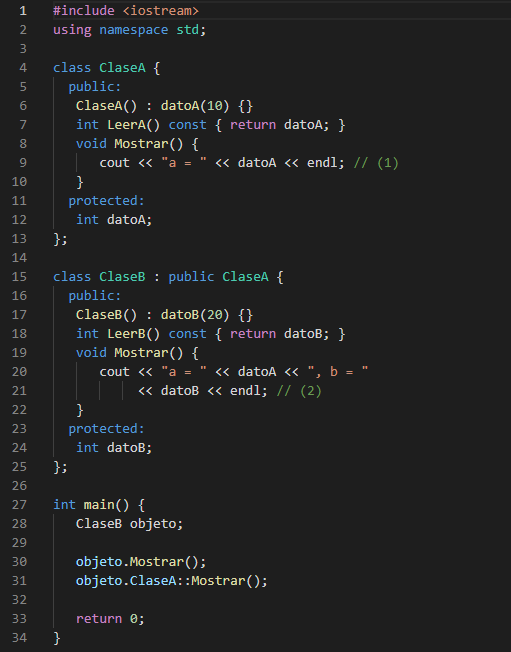 1 #include <iostream>
2 using namespace std;
3
4 class ClaseA {
5   public:
6    ClaseA() : datoA(10) {}
7    int LeerA() const { return datoA; }
8    void Mostrar() {
9       cout << "a = " << datoA << endl; // (1)
10    }
11   protected:
12    int datoA;
13 };
14
15 class ClaseB : public ClaseA {
16   public:
17    ClaseB() : datoB(20) {}
18    int LeerB() const { return datoB; }
19    void Mostrar() {
20       cout << "a = " << datoA << ", b = "
21            << datoB << endl; // (2)
22    }
23   protected:
24    int datoB;
25 };
26
27 int main() {
28    ClaseB objeto;
29
30    objeto.Mostrar();
31    objeto.ClaseA::Mostrar();
32
33    return 0;
34 }